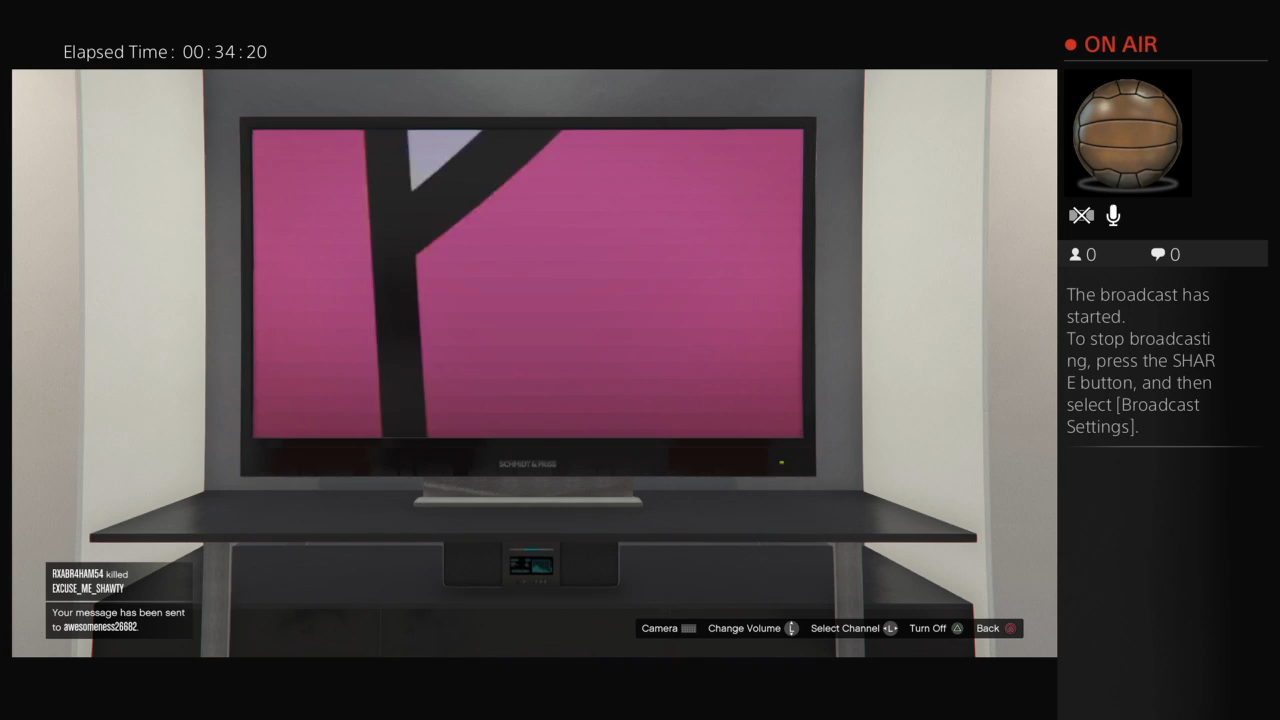 Elapsed Time: 00:34:20
ON AIR
0 0
The broadcast has
started.
To stop broadcasti
ng, press the SHAR
E button, and then
select [Broadcast
Settings].
SCHMIDT & PRISS
RXABR4HAM54 killed
EXCUSE_ME_SHAWTY
Your message has been sent
to awesomeness26682.
Camera Change Volume L Select Channel L Turn Off Back